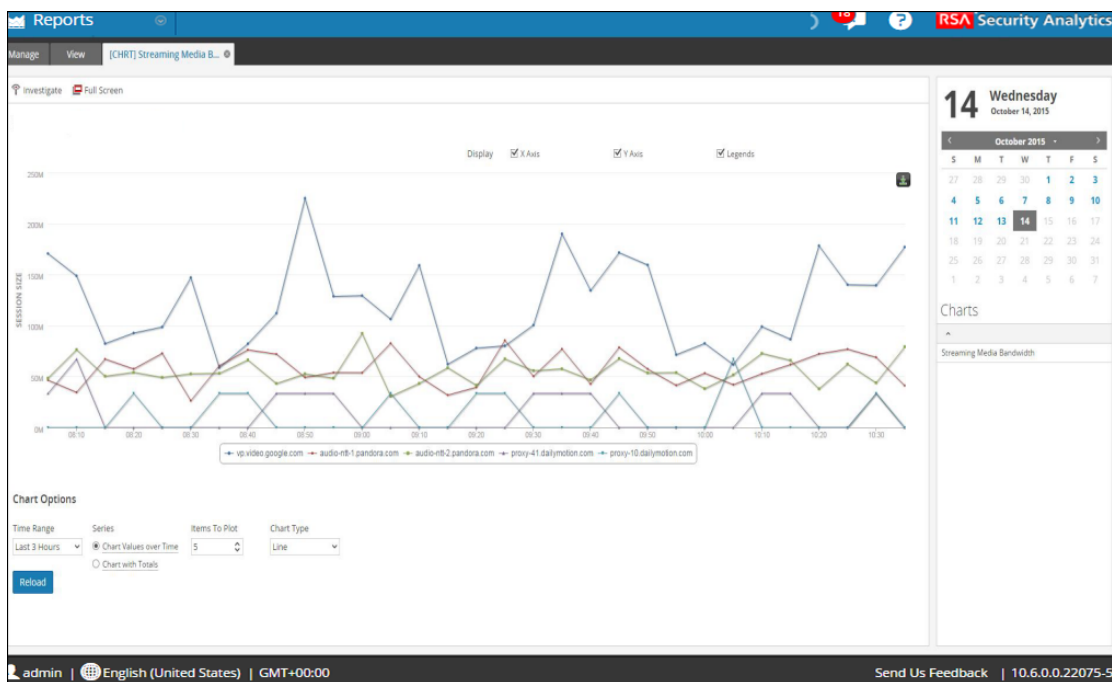 Reports
18
?
RSA Security Analytics
Manage View [CHRT] Streaming Media B...
Investigate Full Screen
Display X Axis Y Axis Legends
250M
200M
150M
100M
50M
0M
SESSION SIZE
08:10 08:20 08:30 08:40 08:50 09:00 09:10 09:20 09:30 09:40 09:50 10:00 10:10 10:20 10:30
vp.video.google.com audio-ntt-1.pandora.com audio-ntt-2.pandora.com proxy-41.dailymotion.com proxy-10.dailymotion.com
Chart Options
Time Range Series Items To Plot Chart Type
Last 3 Hours Chart Values over Time 5 Line
Chart with Totals
Reload
14 Wednesday
October 14, 2015
October 2015
S M T W T F S
27 28 29 30 1 2 3
4 5 6 7 8 9 10
11 12 13 14 15 16 17
18 19 20 21 22 23 24
25 26 27 28 29 30 31
1 2 3 4 5 6 7
Charts
Streaming Media Bandwidth
admin | English (United States) | GMT+00:00
Send Us Feedback | 10.6.0.0.22075-5